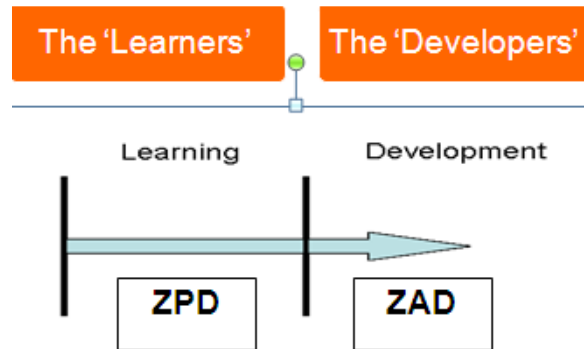 The ‘Learners’ The ‘Developers’
Learning Development
ZPD ZAD